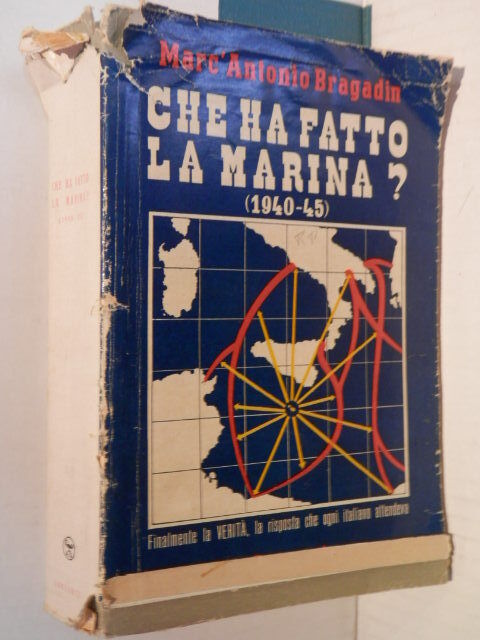 Marc'Antonio Bragadin
CHE HA FATTO
LA MARINA ?
(1940-45)
Finalmente la VERITÀ, la risposta che ogni italiano attendeva
CHE HA FATTO
LA MARINA?